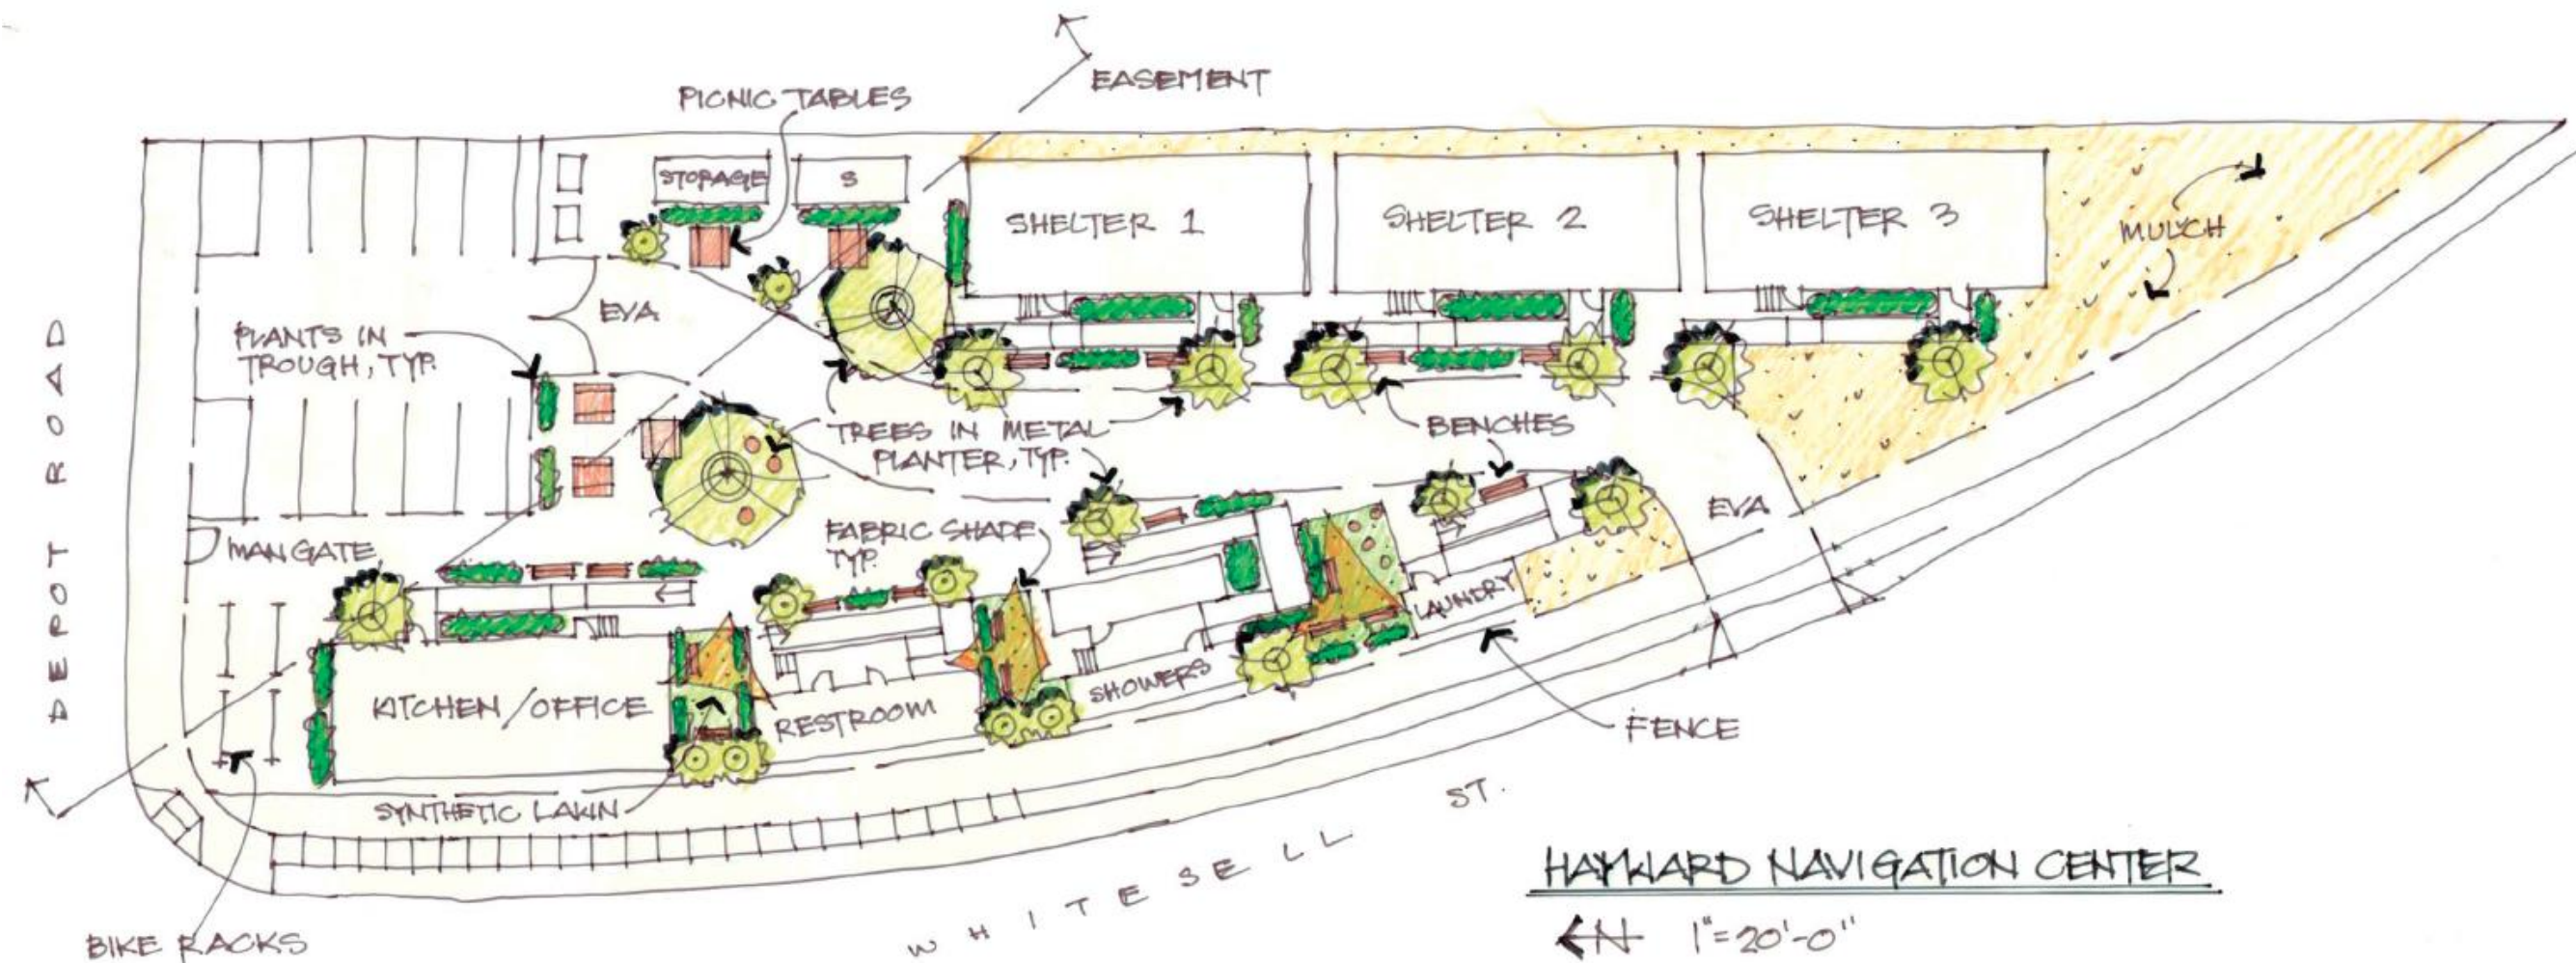 EASEMENT
PICNIC TABLES
STORAGE
S
SHELTER 1
SHELTER 2
SHELTER 3
MULCH
EVA
PLANTS IN
TROUGH, TYP.
DEPOT ROAD
TREES IN METAL
PLANTER, TYP.
BENCHES
EVA
MAN GATE
FABRIC SHADE,
TYP.
LAUNDRY
SHOWERS
KITCHEN/OFFICE
RESTROOM
FENCE
SYNTHETIC LAWN
WHITESELL ST.
BIKE RACKS
HAYWARD NAVIGATION CENTER
N 1"=20'-0"